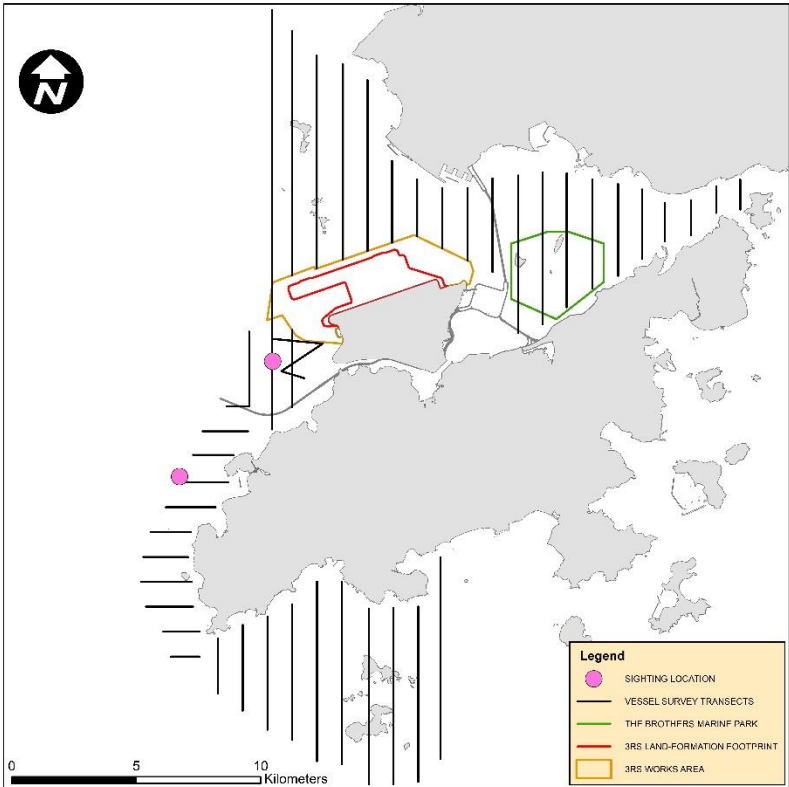 N
Legend
SIGHTING LOCATION
VESSEL SURVEY TRANSECTS
THE BROTHERS MARINE PARK
3RS LAND-FORMATION FOOTPRINT
3RS WORKS AREA
0 5 10
Kilometers